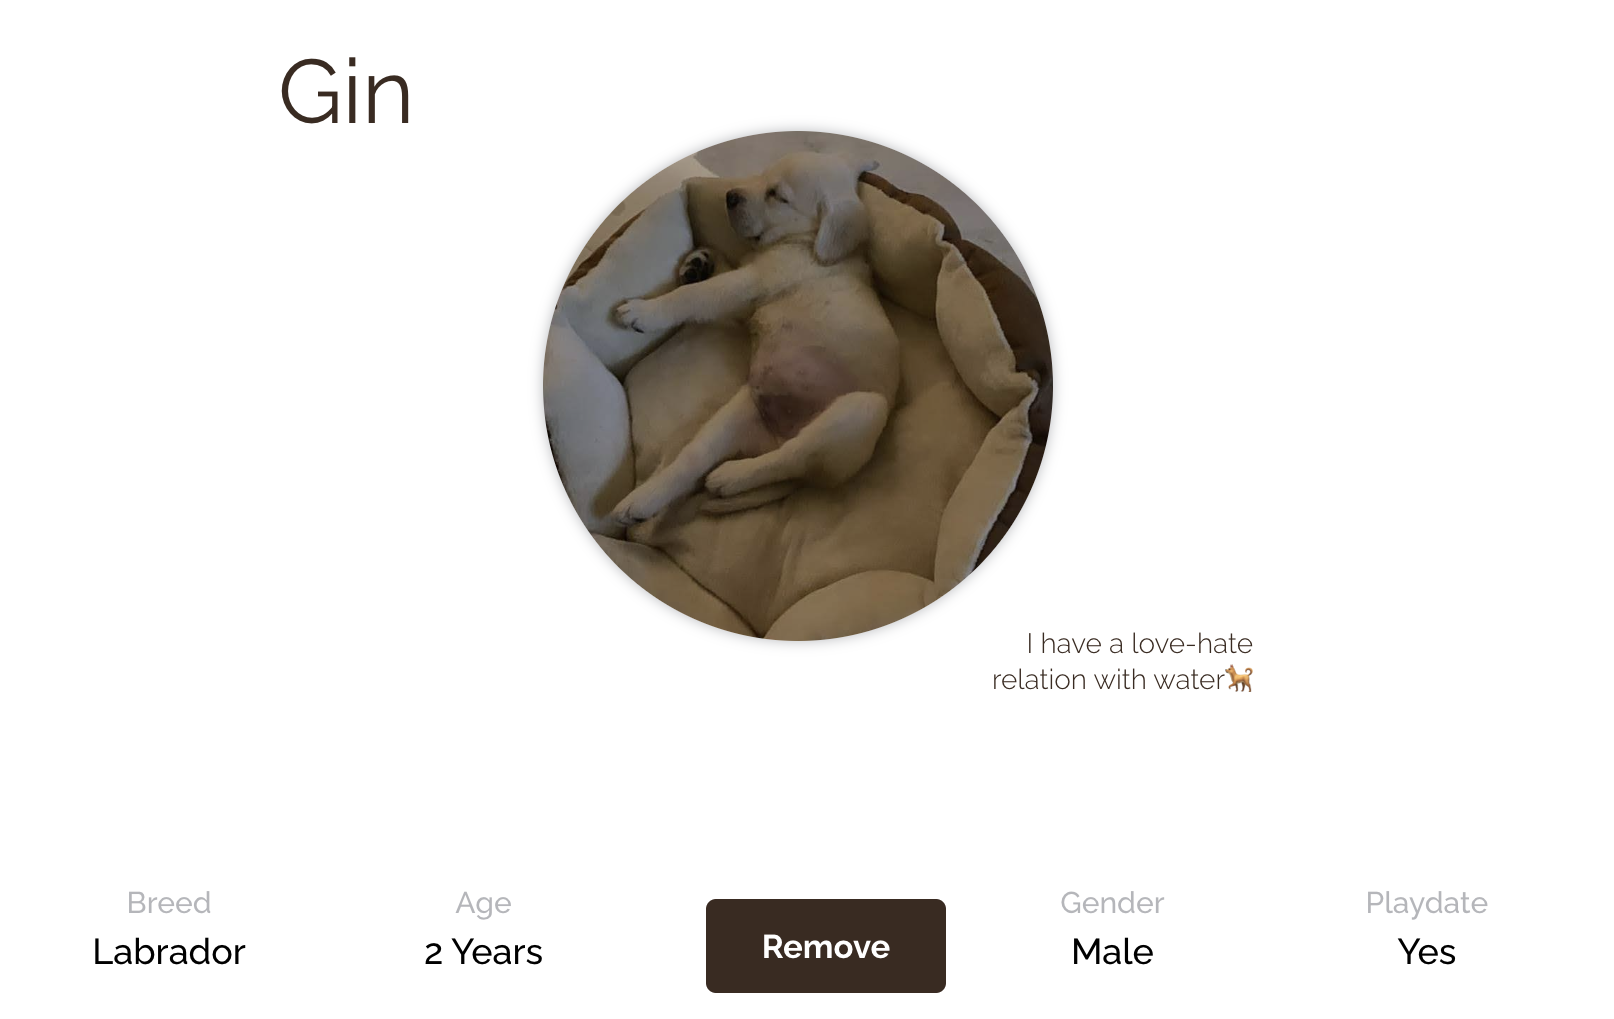 Gin
I have a love-hate
relation with water🐕
Breed
Labrador
Age
2 Years
Remove
Gender
Male
Playdate
Yes